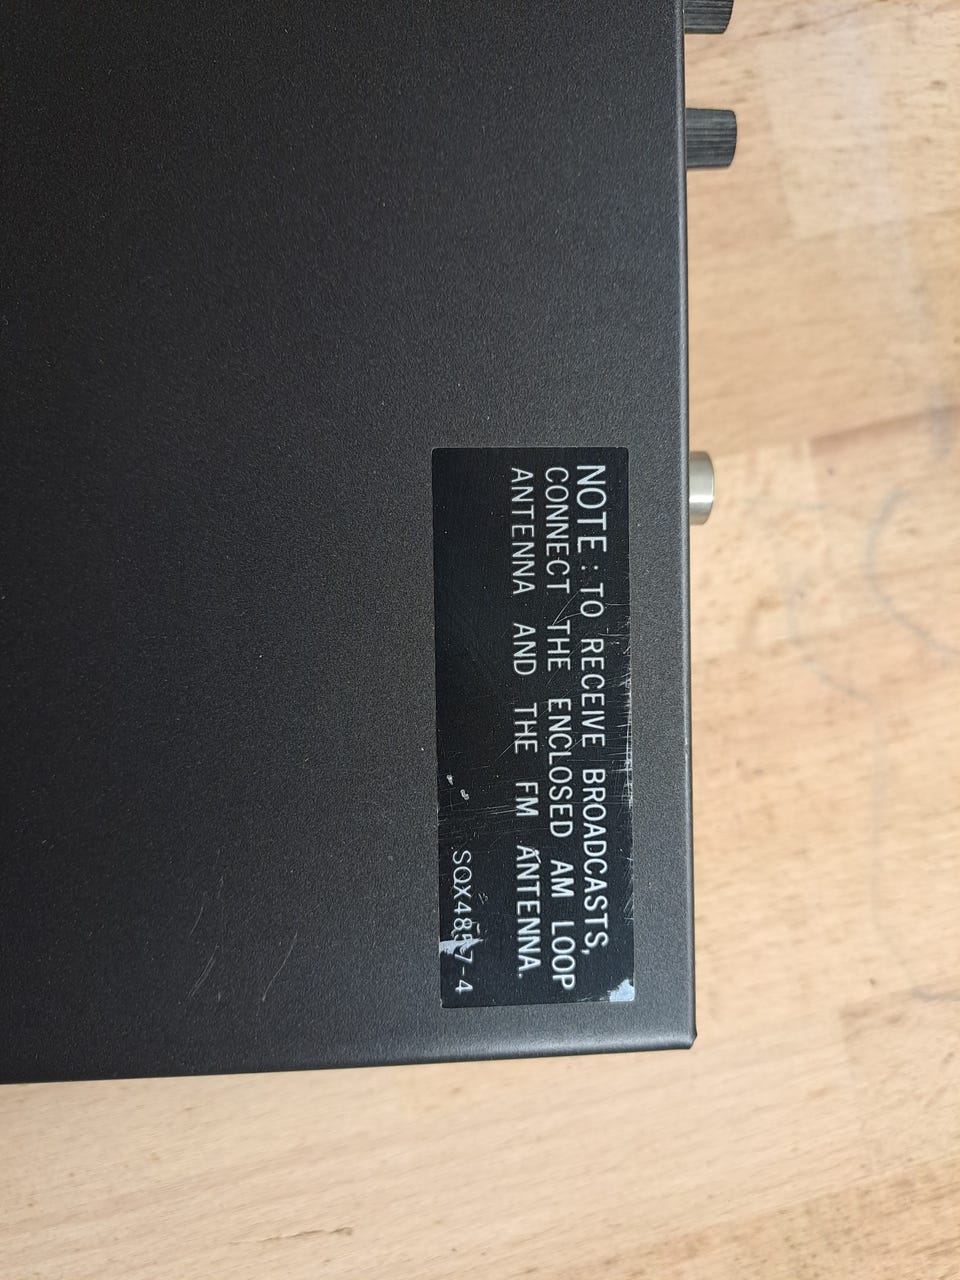 NOTE : TO RECEIVE BROADCASTS,
CONNECT THE ENCLOSED AM LOOP
ANTENNA AND THE FM ANTENNA.